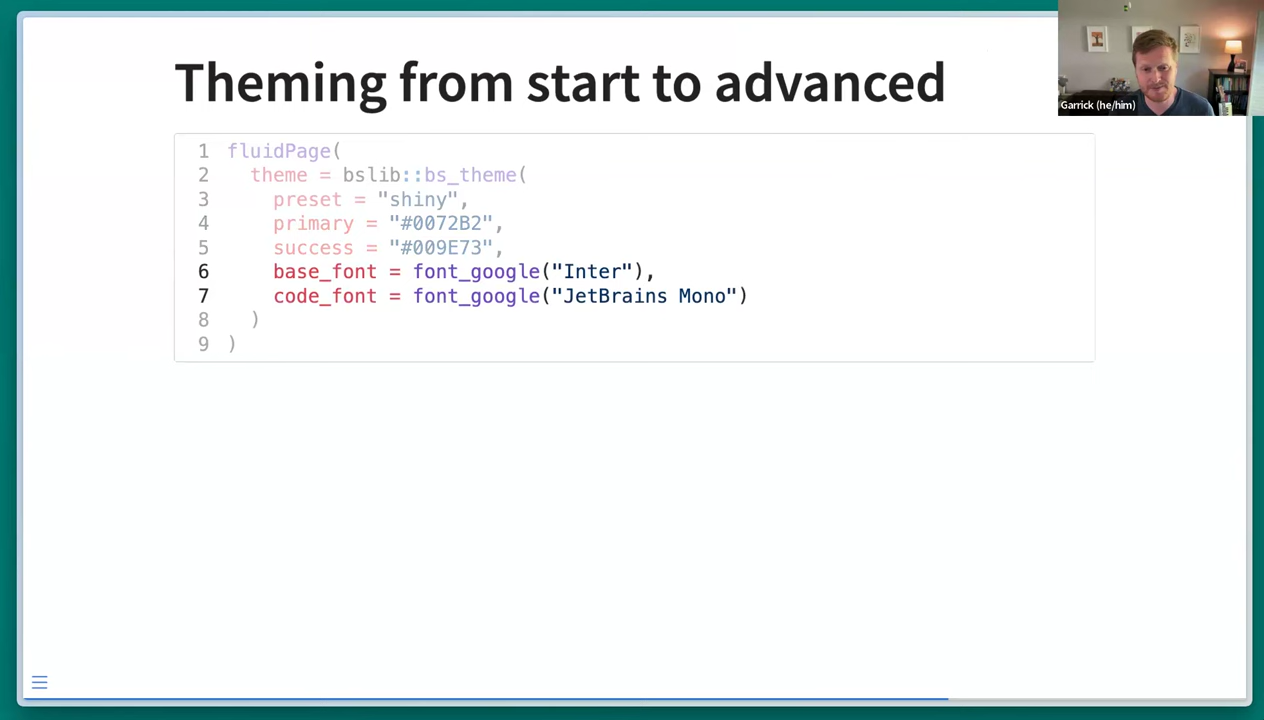 Theming from start to advanced
Garrick (he/him)
1 fluidPage(
2   theme = bslib::bs_theme(
3     preset = "shiny",
4     primary = "#0072B2",
5     success = "#009E73",
6     base_font = font_google("Inter"),
7     code_font = font_google("JetBrains Mono")
8   )
9 )